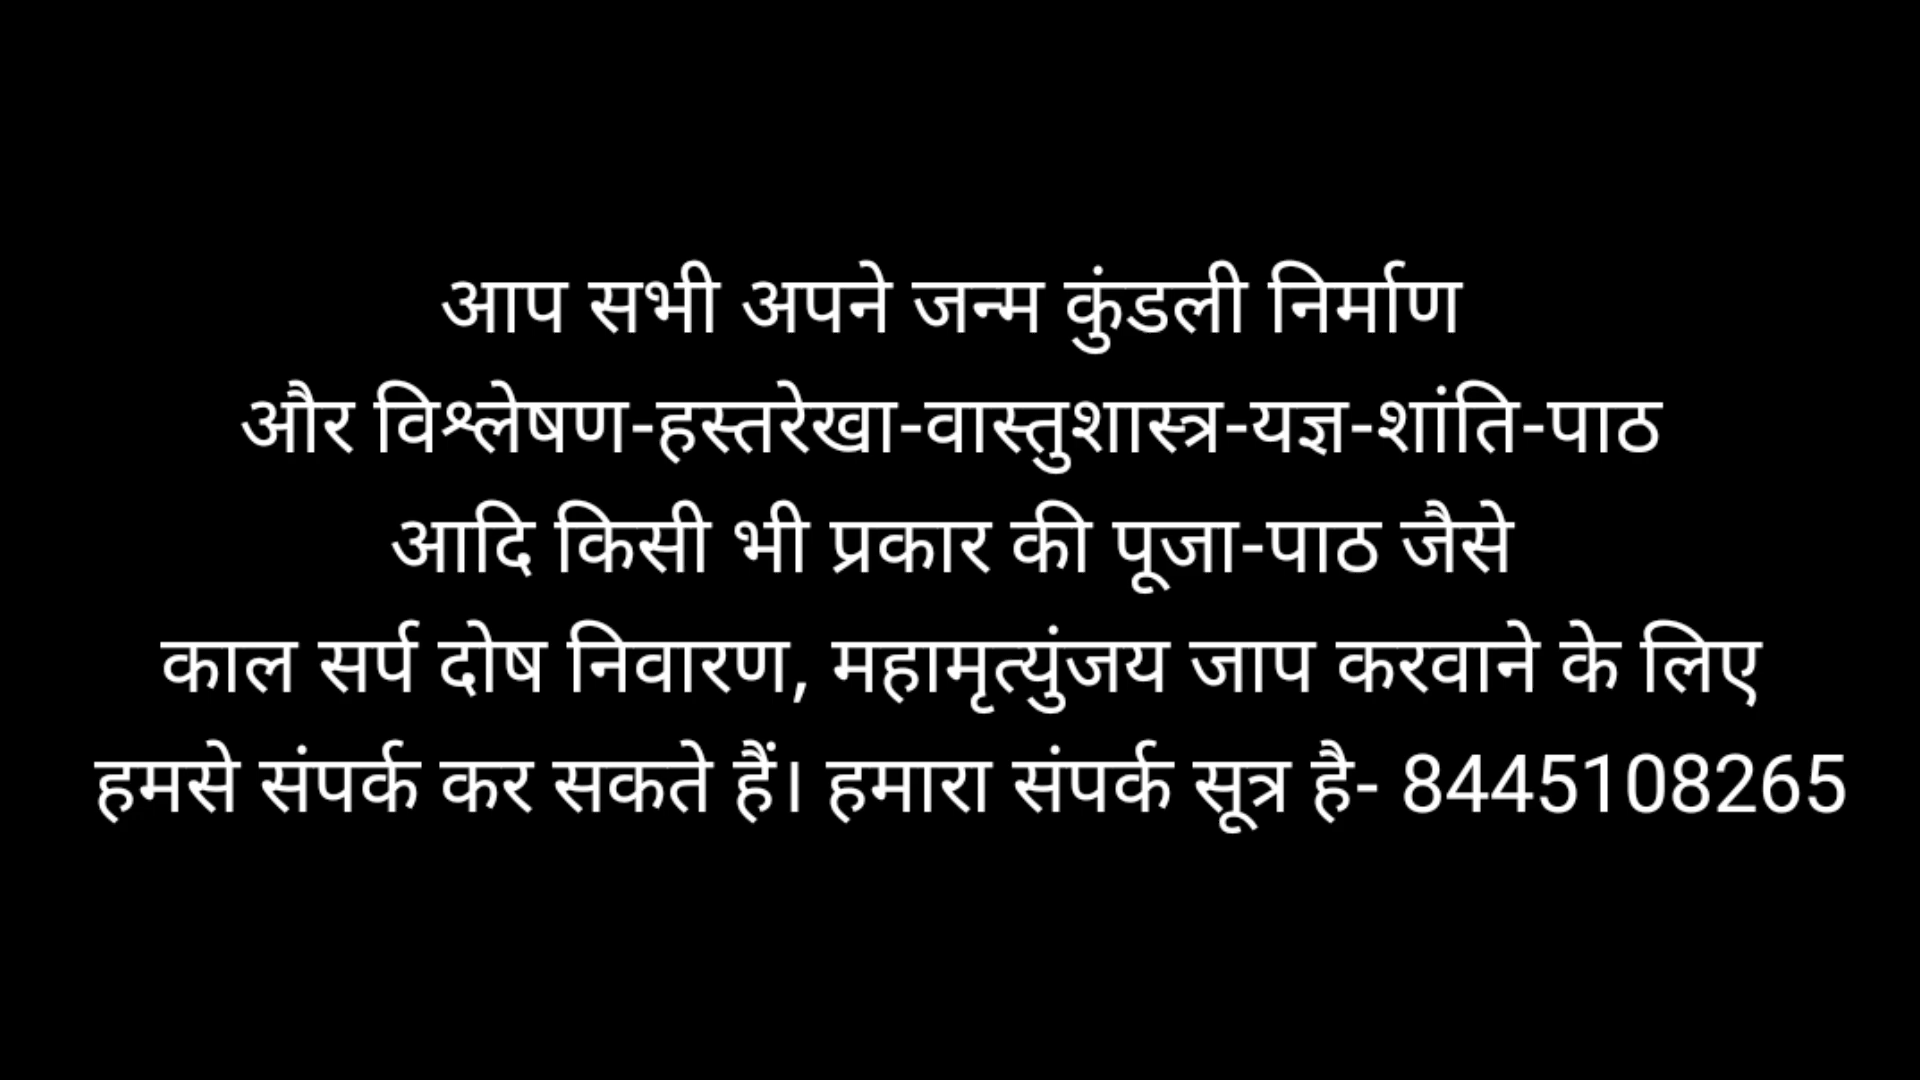 आप सभी अपने जन्म कुंडली निर्माण
और विश्लेषण-हस्तरेखा-वास्तुशास्त्र-यज्ञ-शांति-पाठ
आदि किसी भी प्रकार की पूजा-पाठ जैसे
काल सर्प दोष निवारण, महामृत्युंजय जाप करवाने के लिए
हमसे संपर्क कर सकते हैं। हमारा संपर्क सूत्र है- 8445108265